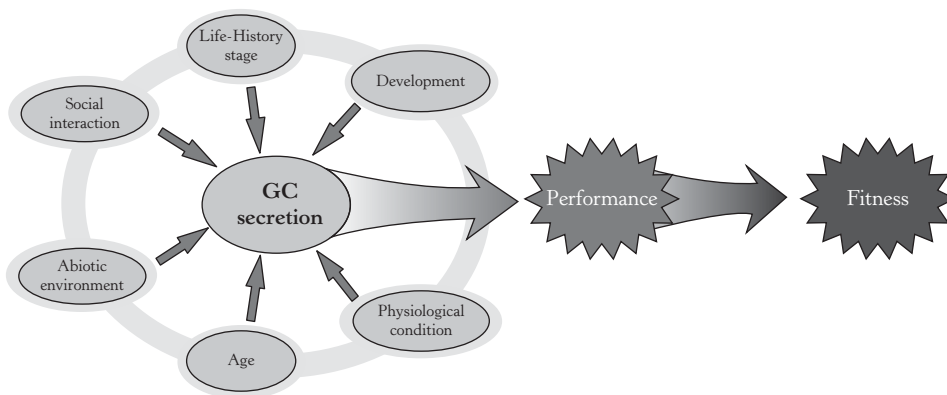 Life-History
stage
Development
Social
interaction
GC
secretion
Performance
Fitness
Abiotic
environment
Physiological
condition
Age